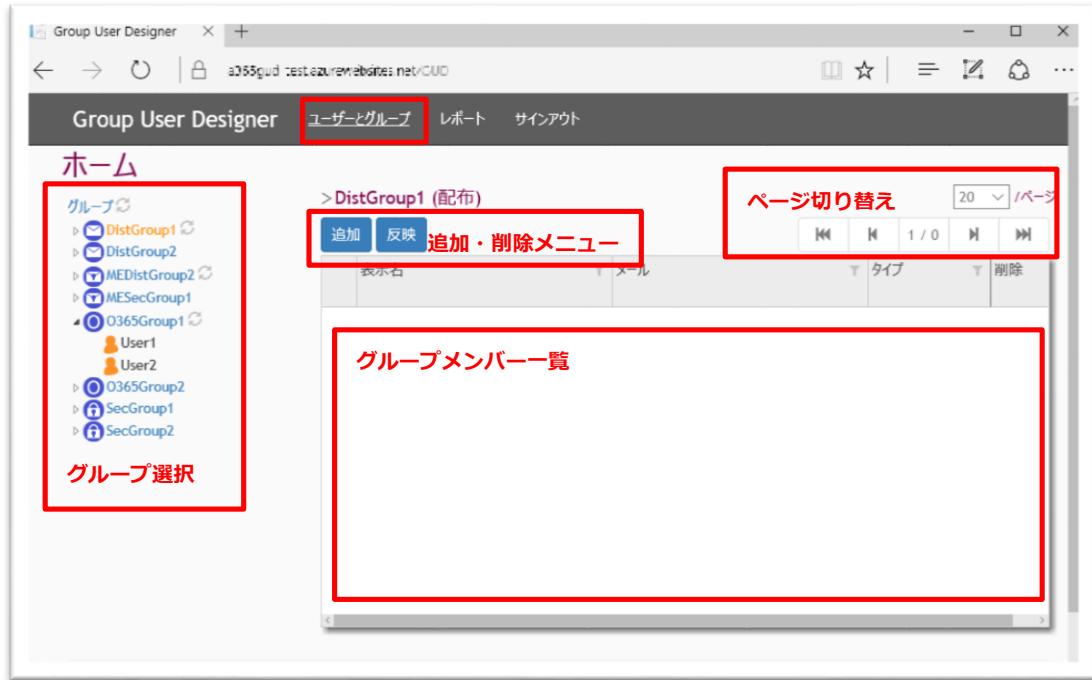 Group User Designer
a365gud-test.azurewebsites.net/GUD
Group User Designer ユーザーとグループ レポート サインアウト
ホーム
グループ
DistGroup1
DistGroup2
MEDistGroup2
MESecGroup1
O365Group1
User1
User2
O365Group2
SecGroup1
SecGroup2
グループ選択
>DistGroup1 (配布)
追加 反映 追加・削除メニュー
ページ切り替え
20 /ページ
1 / 0
表示名 メール タイプ 削除
グループメンバー一覧